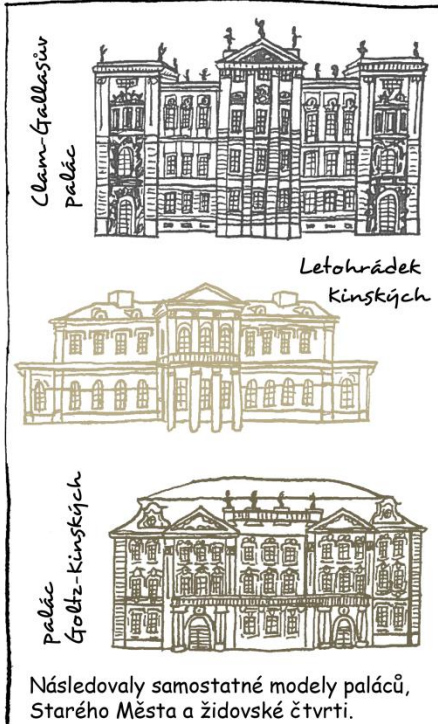 Clam-Gallasův
palác
Letohrádek
Kinských
palác
Goltz-Kinských
Následovaly samostatné modely paláců,
Starého Města a židovské čtvrti.